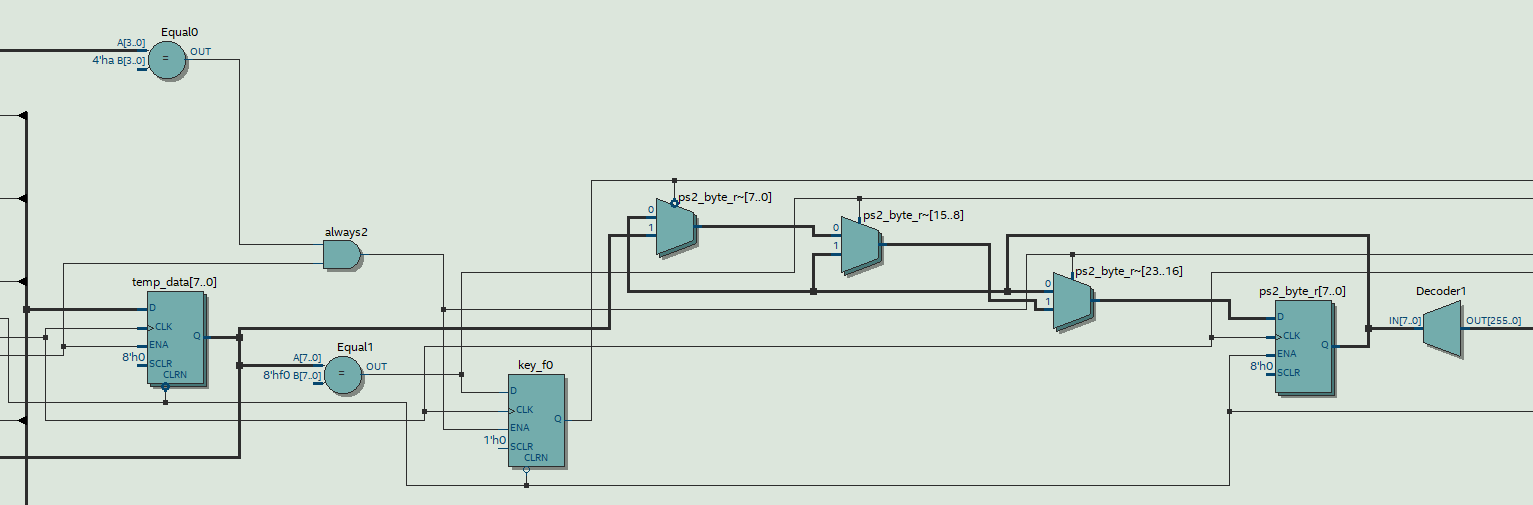 Equal0
A[3..0]
OUT
4'ha B[3..0]
=
always2
temp_data[7..0]
D
CLK
ENA
8'h0
SCLR
CLRN
Q
Equal1
A[7..0]
OUT
8'hf0 B[7..0]
=
key_f0
D
CLK
ENA
1'h0
SCLR
CLRN
Q
ps2_byte_r~[7..0]
0
1
ps2_byte_r~[15..8]
0
1
ps2_byte_r~[23..16]
0
1
ps2_byte_r[7..0]
D
CLK
ENA
8'h0
SCLR
Q
Decoder1
IN[7..0]
OUT[255..0]